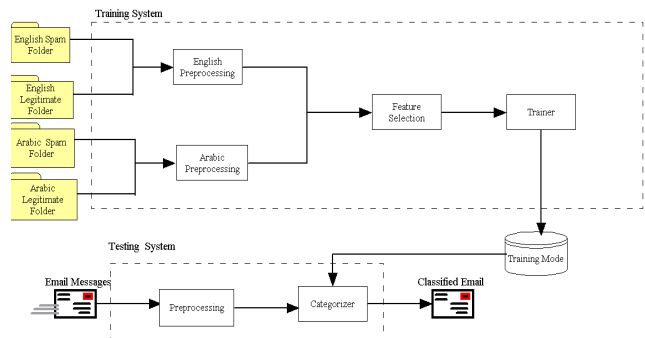 Training System
English Spam
Folder
English
Preprocessing
English
Legitimate
Folder
Feature
Selection
Trainer
Arabic Spam
Folder
Arabic
Preprocessing
Arabic
Legitimate
Folder
Testing System
Training Mode
Email Messages
Preprocessing
Categorizer
Classified Email